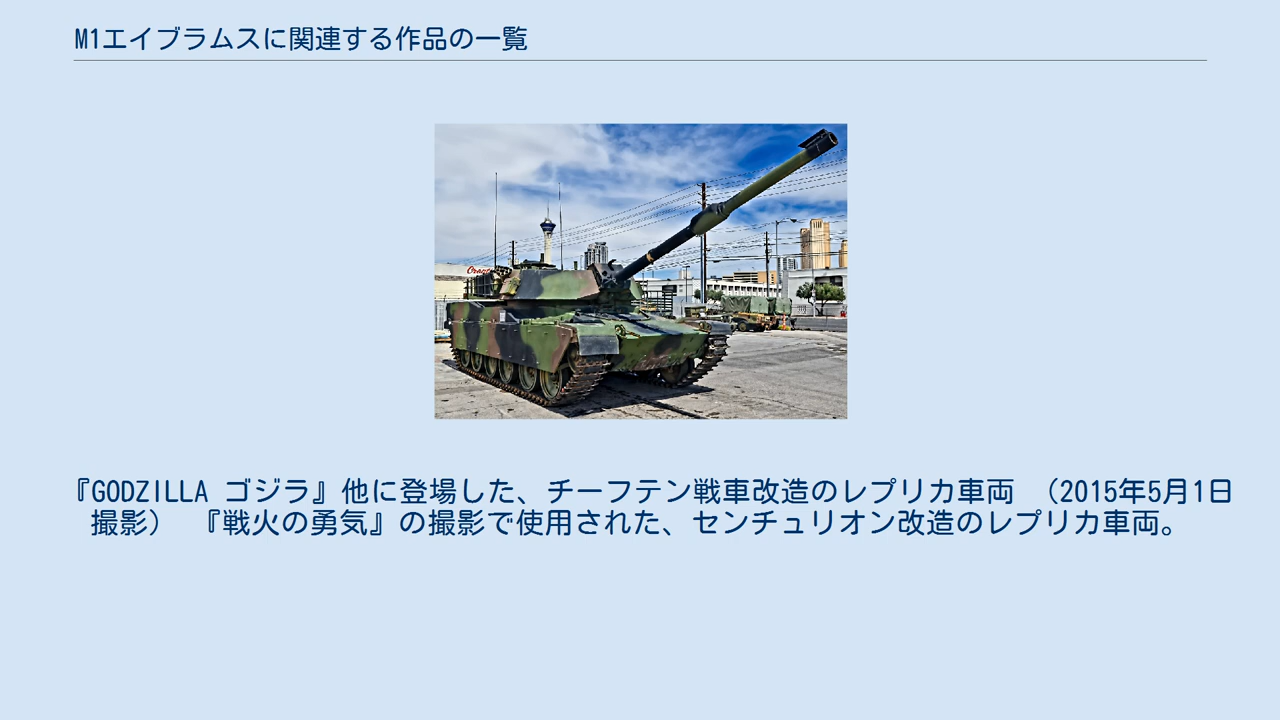 M1エイブラムスに関連する作品の一覧
『GODZILLA ゴジラ』他に登場した、チーフテン戦車改造のレプリカ車両 （2015年5月1日
撮影） 『戦火の勇気』の撮影で使用された、センチュリオン改造のレプリカ車両。